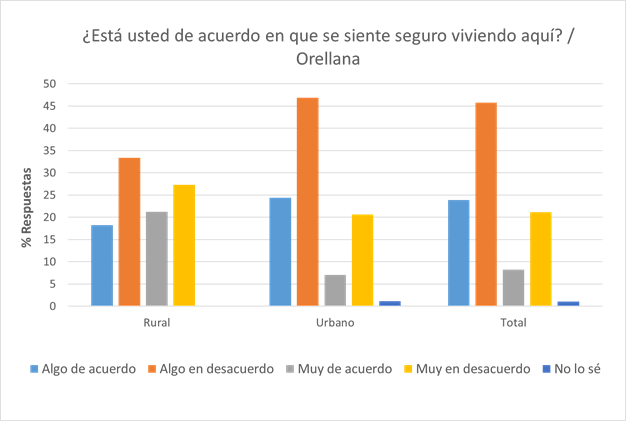 ¿Está usted de acuerdo en que se siente seguro viviendo aquí? /
Orellana
% Respuestas
50
45
40
35
30
25
20
15
10
5
0
Rural
Urbano
Total
Algo de acuerdo
Algo en desacuerdo
Muy de acuerdo
Muy en desacuerdo
No lo sé